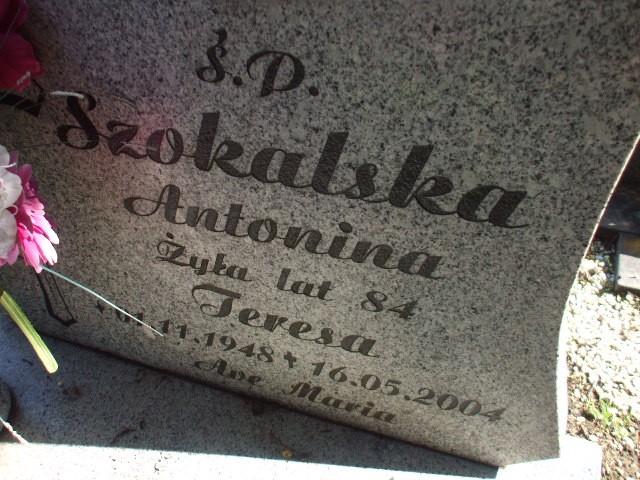 Ś.P.
Szokalska
Antonina
Żyła lat 84
Teresa
*01.11.1948 ✝ 16.05.2004
Ave Maria